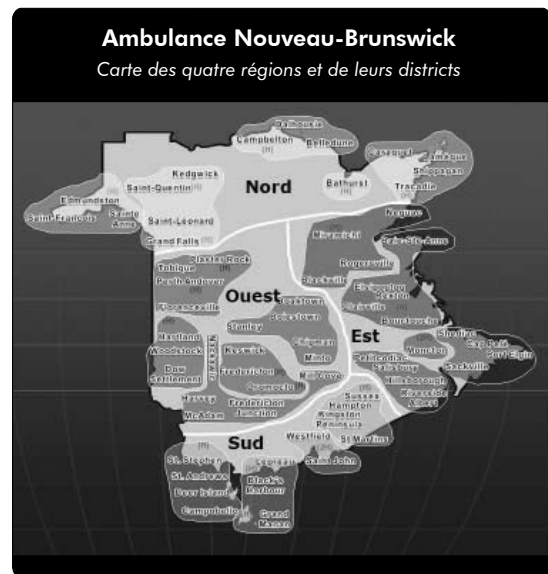 Ambulance Nouveau-Brunswick
Carte des quatre régions et de leurs districts
Dalhousie
Campbelton
Belledune
Caraquet
Lameque
Shippagan
Tracadie
Kedgwick
Saint-Quentin
Nord
Bathurst
Edmundston
Saint-François
Sainte
Anne
Saint-Léonard
Grand Falls
Neguac
Miramichi
Baie-Ste-Anne
Rogersville
Plaster Rock
Tobique
Perth Andover
Blackville
Florenceville
Ouest
Doaktown
Boiestown
Stanley
Elsipogtog
Rexton
Clairville
Bouctouche
Est
Hartland
Woodstock
Nackawic
Keswick
Chipman
Minto
Shediac
Cap Pelé
Port Elgin
Petitcodiac
Moncton
Salisbury
Sackville
Dow
Settlement
Fredericton
Oromocto
Hillsborough
Riverside
Albert
Harvey
McAdam
Fredericton
Junction
Sussex
Hampton
Kingston
Peninsula
Sud
Westfield
St Martins
Saint John
St. Stephen
Lepreau
St. Andrews
Black's
Harbour
Deer Island
Campobello
Grand
Manan